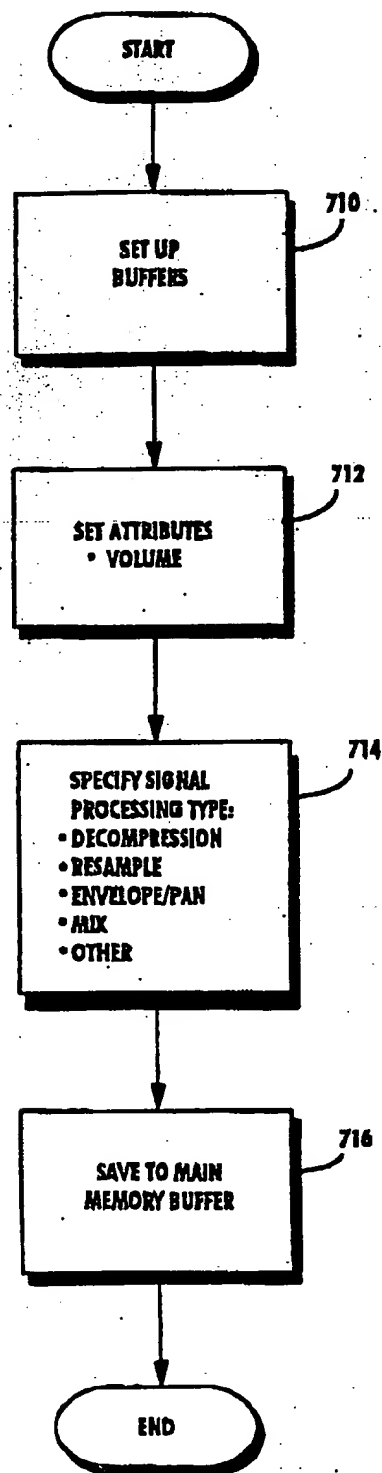 START
710
SET UP
BUFFERS
712
SET ATTRIBUTES
• VOLUME
714
SPECIFY SIGNAL
PROCESSING TYPE:
• DECOMPRESSION
• RESAMPLE
• ENVELOPE/PAN
• MIX
• OTHER
716
SAVE TO MAIN
MEMORY BUFFER
END